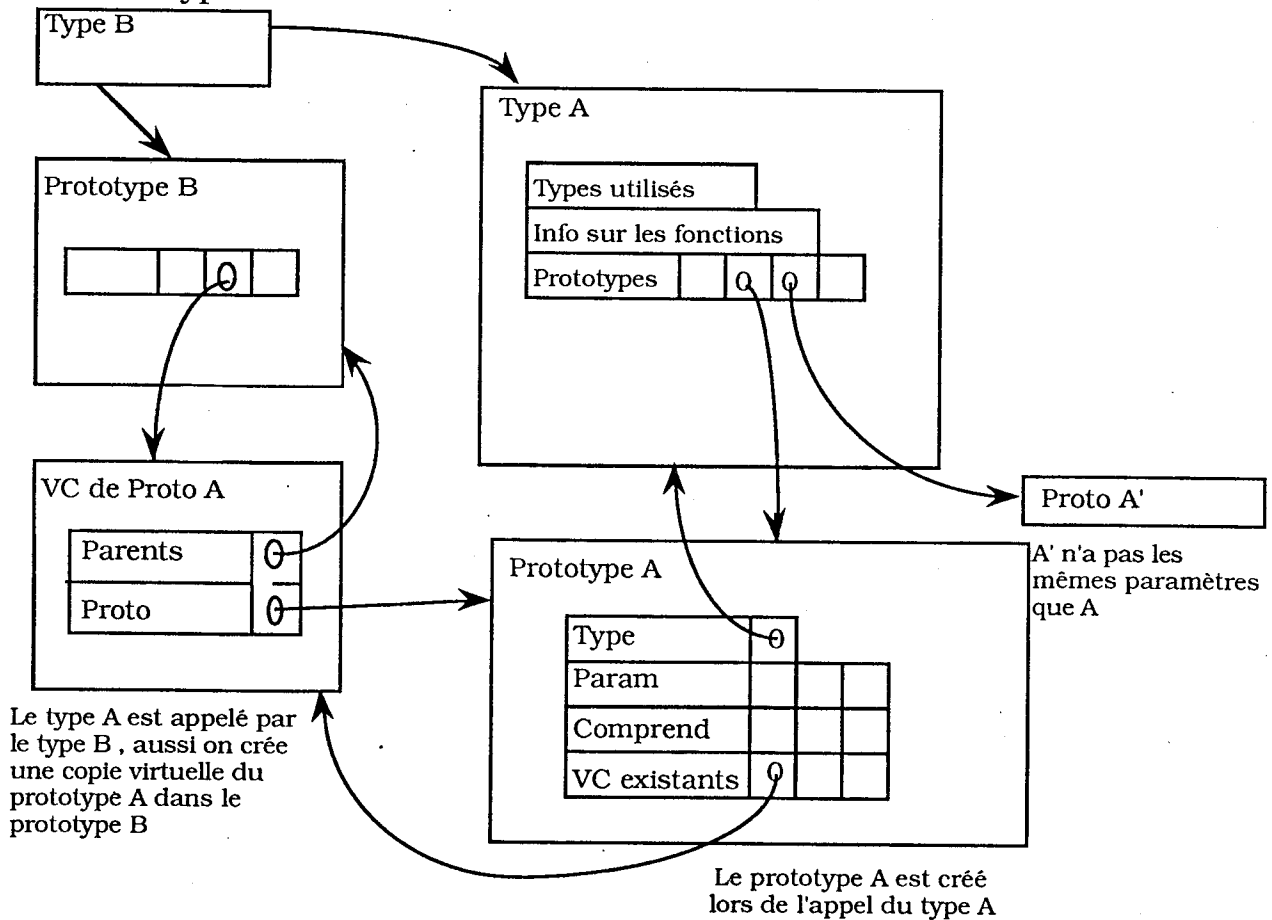 Type B
Type A
Types utilisés
Info sur les fonctions
Prototypes
Prototype B
VC de Proto A
Parents
Proto
Proto A'
A' n'a pas les
mêmes paramètres
que A
Prototype A
Type
Param
Comprend
VC existants
Le type A est appelé par
le type B , aussi on crée
une copie virtuelle du
prototype A dans le
prototype B
Le prototype A est créé
lors de l'appel du type A